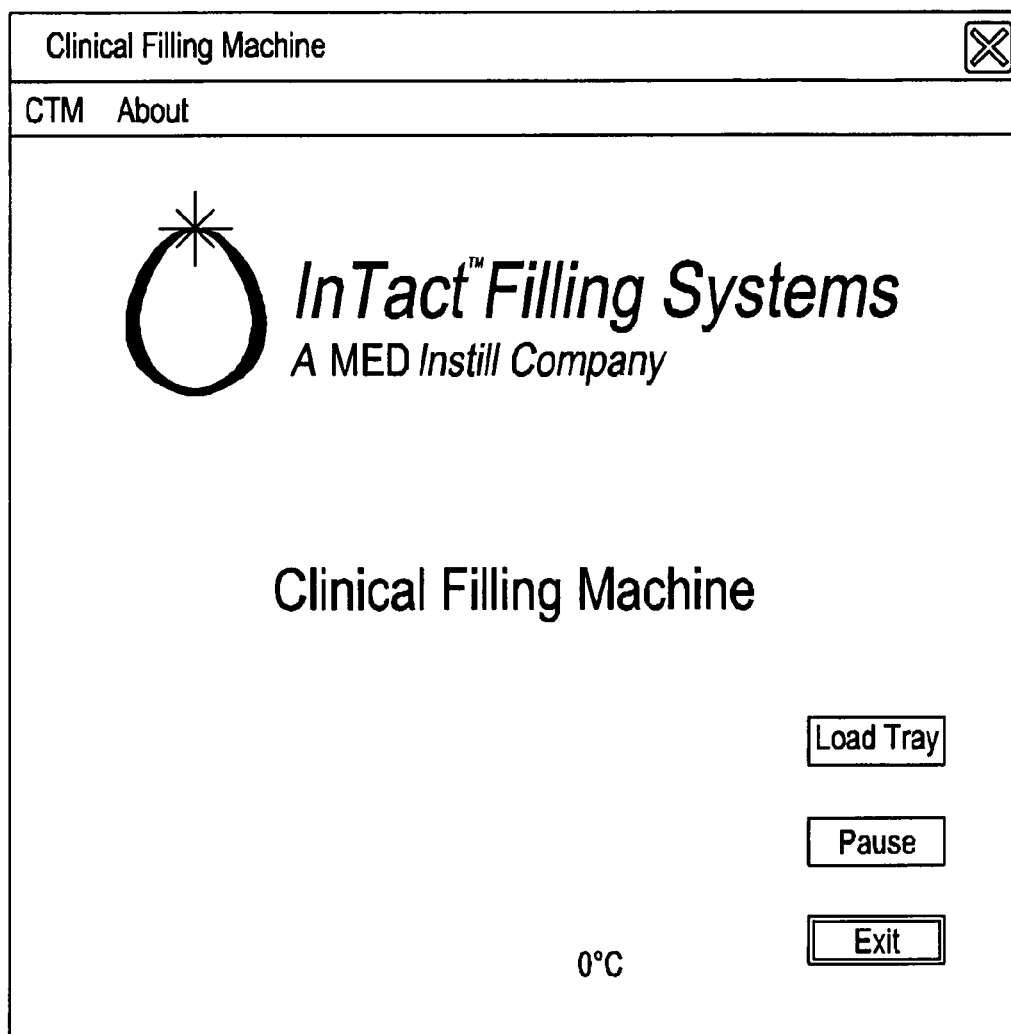 Clinical Filling Machine
CTM About
InTact™ Filling Systems
A MED Instill Company
Clinical Filling Machine
Load Tray
Pause
Exit
0°C